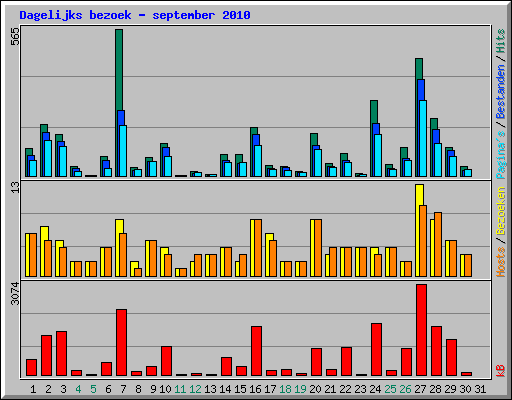 Dagelijks bezoek - september 2010
565
13
3074
Pagina's / Bestanden / Hits
Hosts / Bezoeken
kB
1 2 3 4 5 6 7 8 9 10 11 12 13 14 15 16 17 18 19 20 21 22 23 24 25 26 27 28 29 30 31